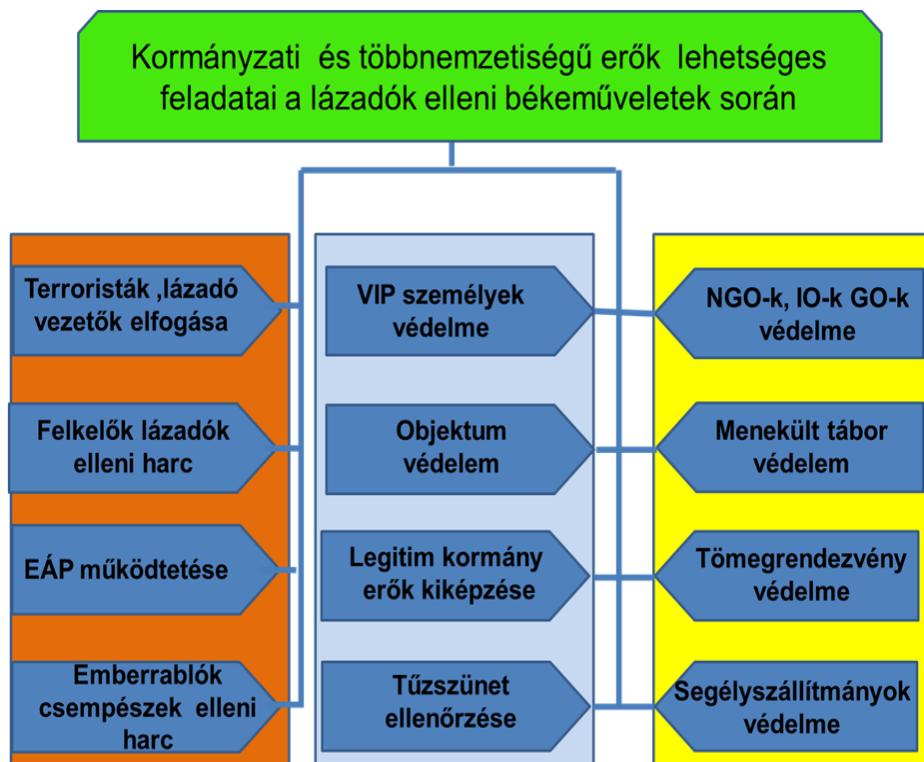 Kormányzati és többnemzetiségű erők lehetséges
feladatai a lázadók elleni békeműveletek során
Terroristák ,lázadó
vezetők elfogása
Felkelők lázadók
elleni harc
EÁP működtetése
Emberrablók
csempészek elleni
harc
VIP személyek
védelme
Objektum
védelem
Legitim kormány
erők kiképzése
Tűzszünet
ellenőrzése
NGO-k, IO-k GO-k
védelme
Menekült tábor
védelem
Tömegrendezvény
védelme
Segélyszállítmányok
védelme